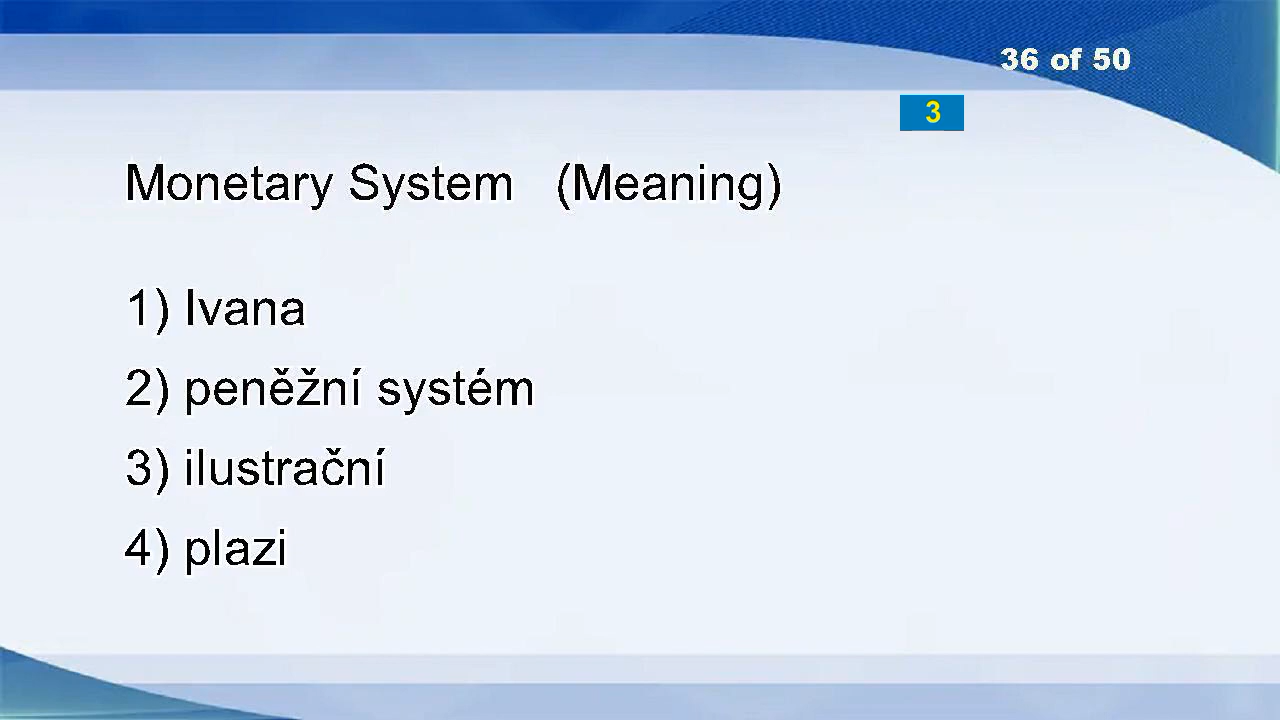 36 of 50
3
Monetary System (Meaning)
1) Ivana
2) peněžní systém
3) ilustrační
4) plazi